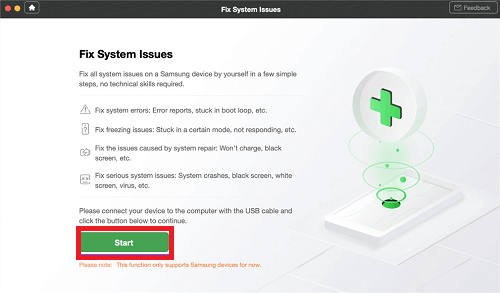 Fix System Issues
Feedback
Fix System Issues
Fix all system issues on a Samsung device by yourself in a few simple
steps, no technical skills required.
Fix system errors: Error reports, stuck in boot loop, etc.
Fix freezing issues: Stuck in a certain mode, not responding, etc.
Fix the issues caused by system repair: Won't charge, black
screen, etc.
Fix serious system issues: System crashes, black screen, white
screen, virus, etc.
Please connect your device to the computer with the USB cable and
click the button below to continue.
Start
Please note: This function only supports Samsung devices for now.